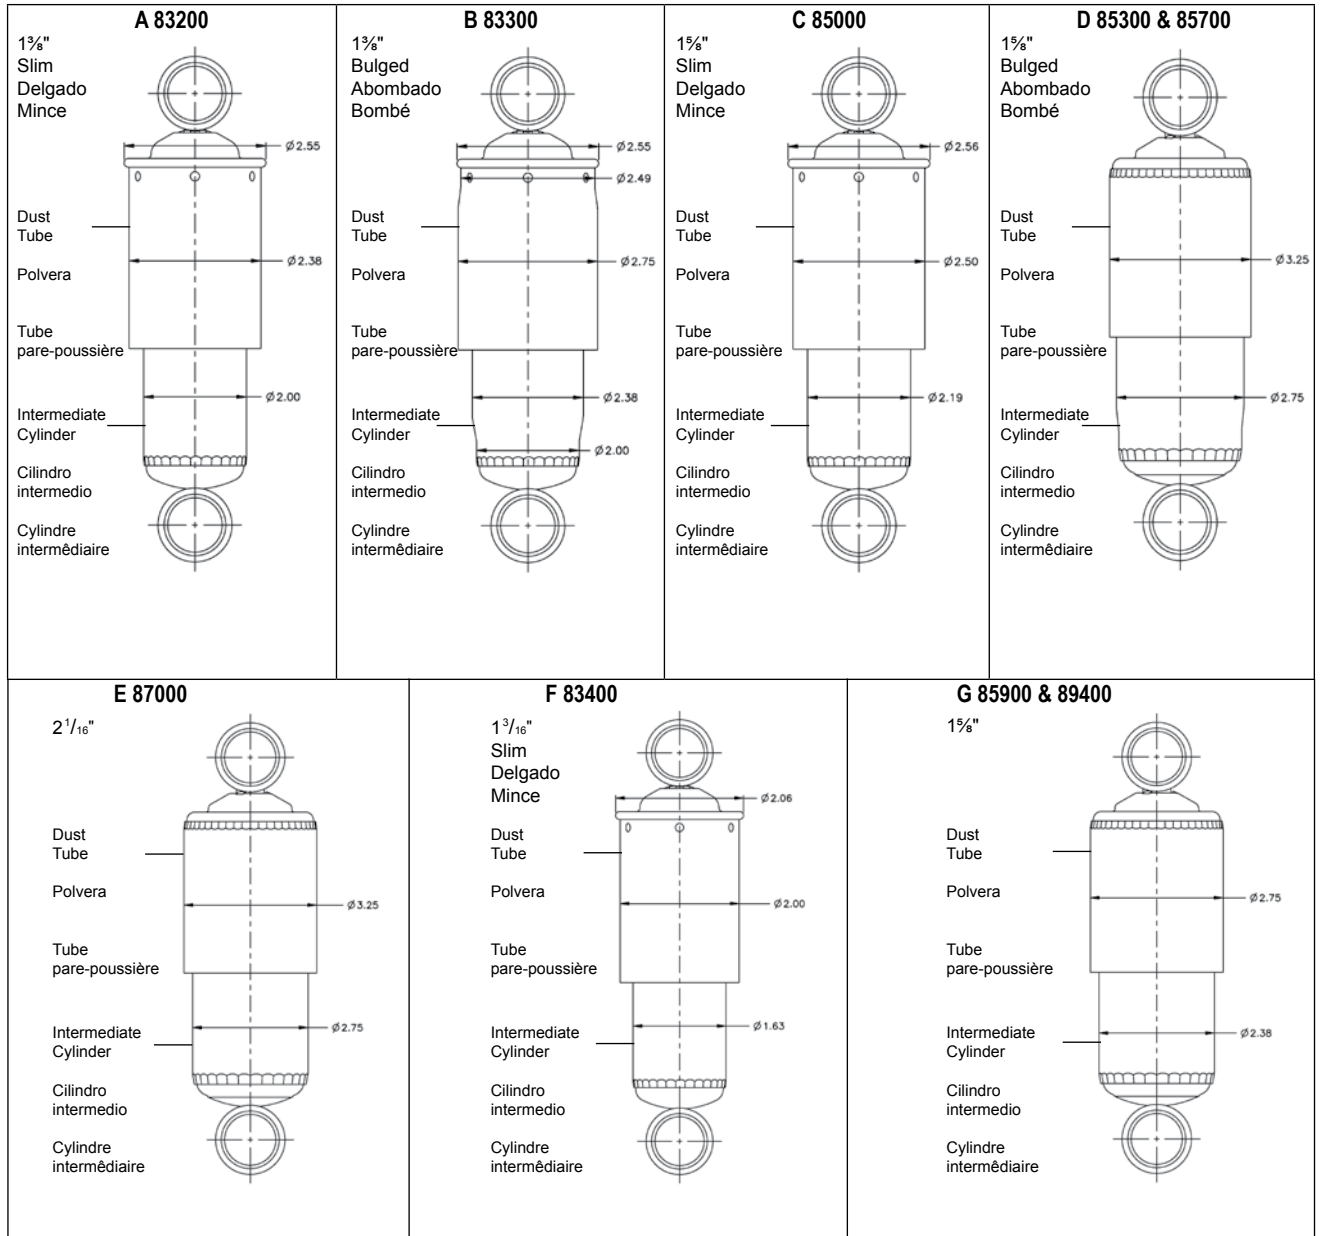 A 83200
1⅜"
Slim
Delgado
Mince
Ø2.55
Dust
Tube
Ø2.38
Polvera
Tube
pare-poussière
Ø2.00
Intermediate
Cylinder
Cilindro
intermedio
Cylindre
intermêdiaire
B 83300
1⅜"
Bulged
Abombado
Bombé
Ø2.55
Ø2.49
Dust
Tube
Ø2.75
Polvera
Tube
pare-poussière
Ø2.38
Intermediate
Cylinder
Ø2.00
Cilindro
intermedio
Cylindre
intermêdiaire
C 85000
1⅝"
Slim
Delgado
Mince
Ø2.56
Dust
Tube
Ø2.50
Polvera
Tube
pare-poussière
Ø2.19
Intermediate
Cylinder
Cilindro
intermedio
Cylindre
intermêdiaire
D 85300 & 85700
1⅝"
Bulged
Abombado
Bombé
Dust
Tube
Ø3.25
Polvera
Tube
pare-poussière
Ø2.75
Intermediate
Cylinder
Cilindro
intermedio
Cylindre
intermêdiaire
E 87000
2 1/16"
Dust
Tube
Polvera
Ø3.25
Tube
pare-poussière
Ø2.75
Intermediate
Cylinder
Cilindro
intermedio
Cylindre
intermêdiaire
F 83400
1 3/16"
Slim
Delgado
Mince
Ø2.06
Dust
Tube
Polvera
Ø2.00
Tube
pare-poussière
Ø1.63
Intermediate
Cylinder
Cilindro
intermedio
Cylindre
intermêdiaire
G 85900 & 89400
1⅝"
Dust
Tube
Polvera
Ø2.75
Tube
pare-poussière
Intermediate
Ø2.38
Cylinder
Cilindro
intermedio
Cylindre
intermêdiaire